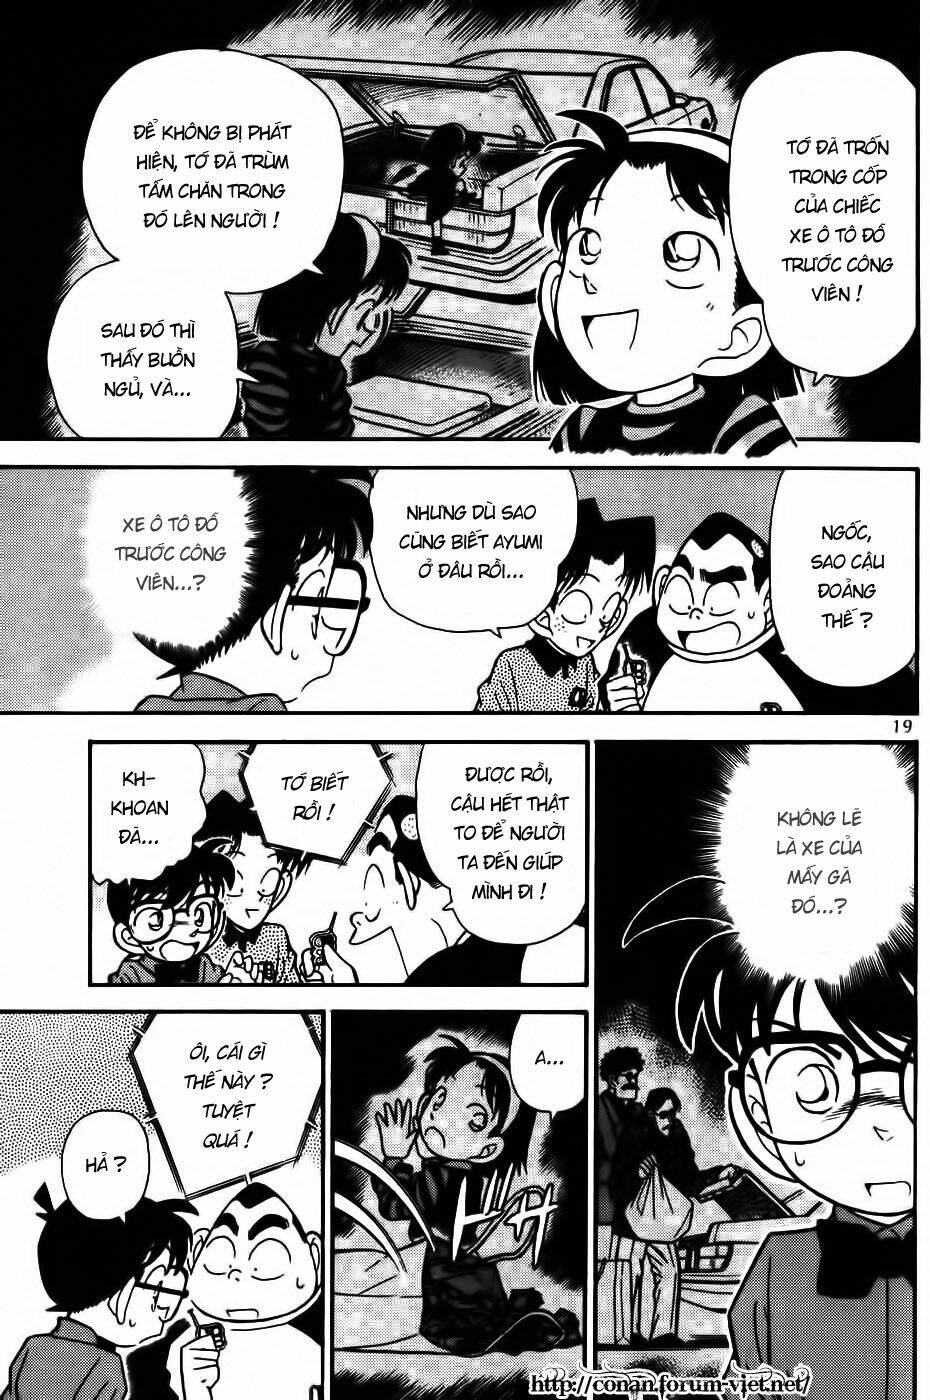 TỚ ĐÃ TRỐN
TRONG CỐP
CỦA CHIẾC
XE Ô TÔ ĐỖ
TRƯỚC CÔNG
VIÊN !
ĐỂ KHÔNG BỊ PHÁT
HIỆN, TỚ ĐÃ TRÙM
TẤM CHĂN TRONG
ĐÓ LÊN NGƯỜI !
SAU ĐÓ THÌ
THẤY BUỒN
NGỦ, VÀ...
NGỐC,
SAO CẬU
ĐOẢNG
THẾ ?
NHƯNG DÙ SAO
CŨNG BIẾT AYUMI
Ở ĐÂU RỒI...
XE Ô TÔ ĐỖ
TRƯỚC CÔNG
VIÊN...?
19
KHÔNG LẼ
LÀ XE CỦA
MẤY GÃ
ĐÓ...?
ĐƯỢC RỒI,
CẬU HÉT THẬT
TO ĐỂ NGƯỜI
TA ĐẾN GIÚP
MÌNH ĐI !
TỚ BIẾT
RỒI !
KH-
KHOAN
ĐÃ...
A...
ドサ
ÔI, CÁI GÌ
THẾ NÀY ?
TUYỆT
QUÁ !
HẢ ?
http://conan.forum-viet.net/